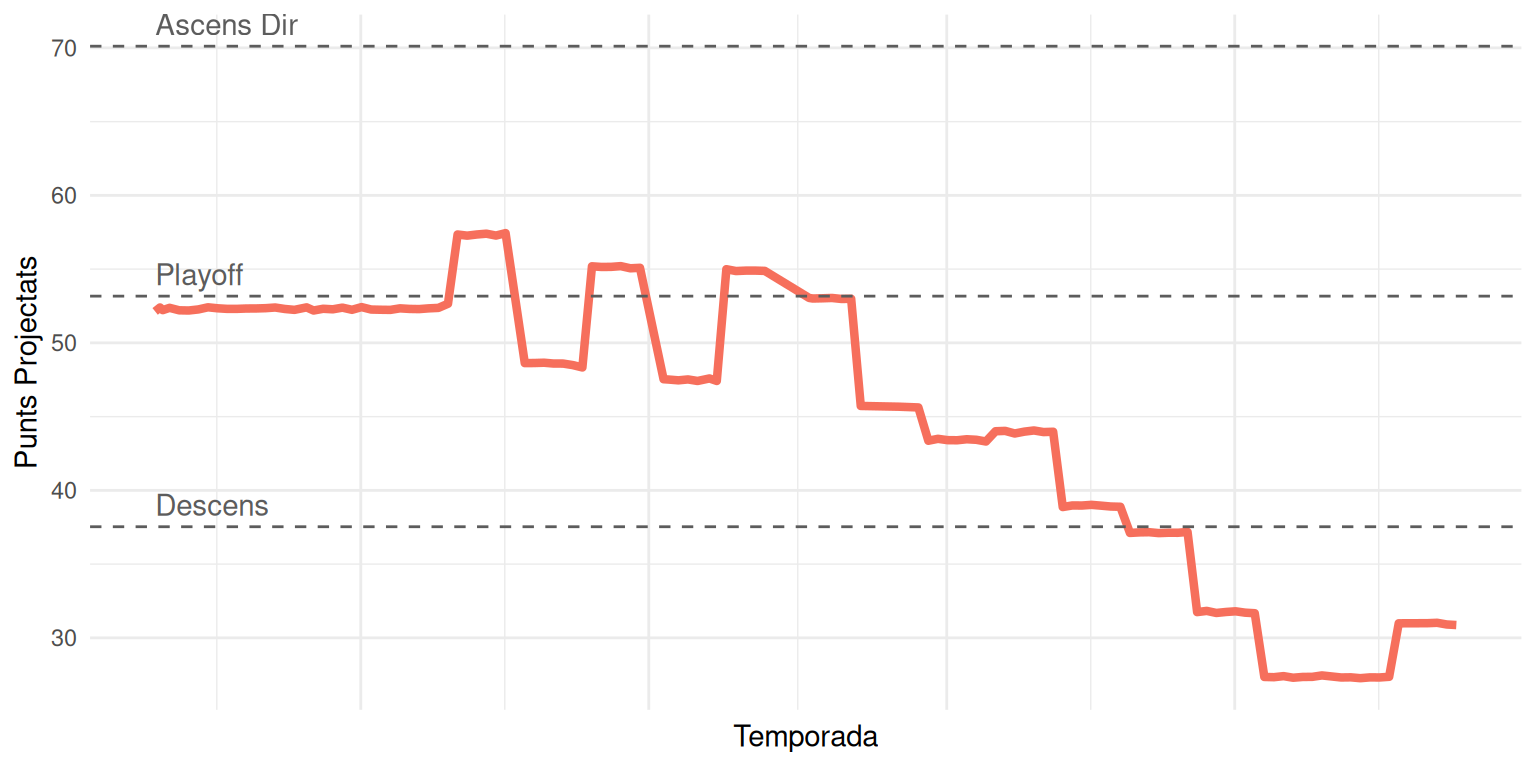 Ascens Dir
70
60
Playoff
50
Punts Projectats
40
Descens
30
Temporada